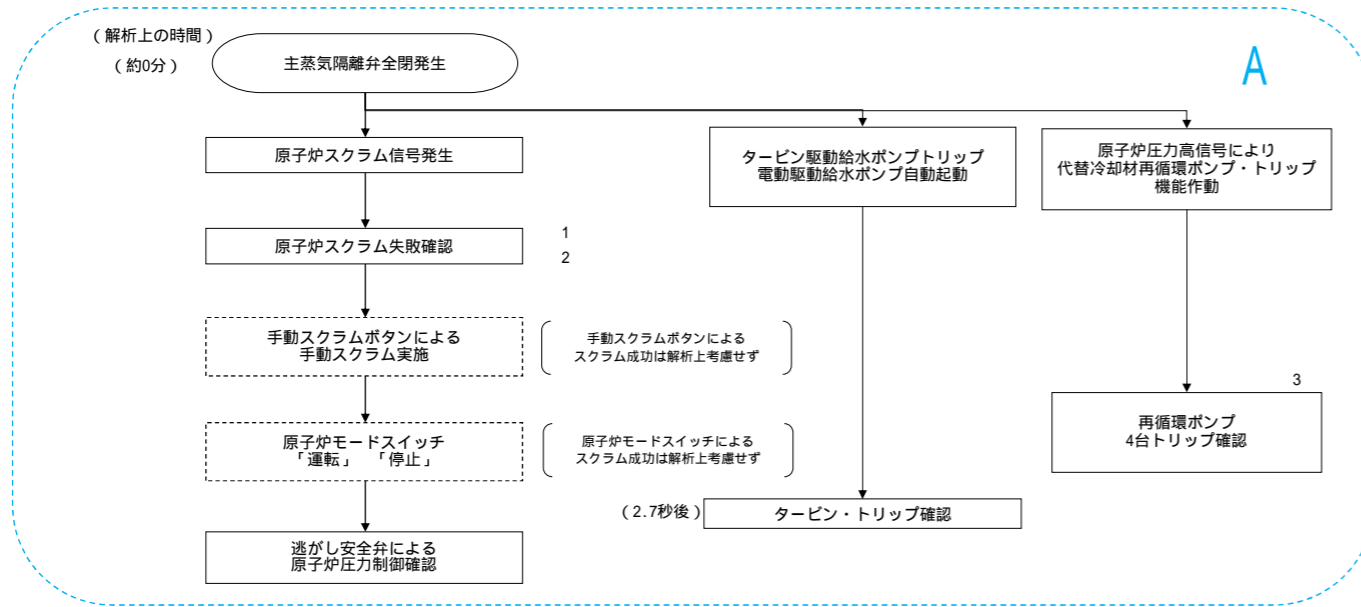 (解析上の時間)
(約0分)
主蒸気隔離弁全閉発生
A
原子炉スクラム信号発生
タービン駆動給水ポンプトリップ
電動駆動給水ポンプ自動起動
原子炉圧力高信号により
代替冷却材再循環ポンプ・トリップ
機能作動
原子炉スクラム失敗確認
1
2
手動スクラムボタンによる
手動スクラム実施
手動スクラムボタンによる
スクラム成功は解析上考慮せず
3
再循環ポンプ
4台トリップ確認
原子炉モードスイッチ
「運転」 「停止」
原子炉モードスイッチによる
スクラム成功は解析上考慮せず
(2.7秒後)
タービン・トリップ確認
逃がし安全弁による
原子炉圧力制御確認